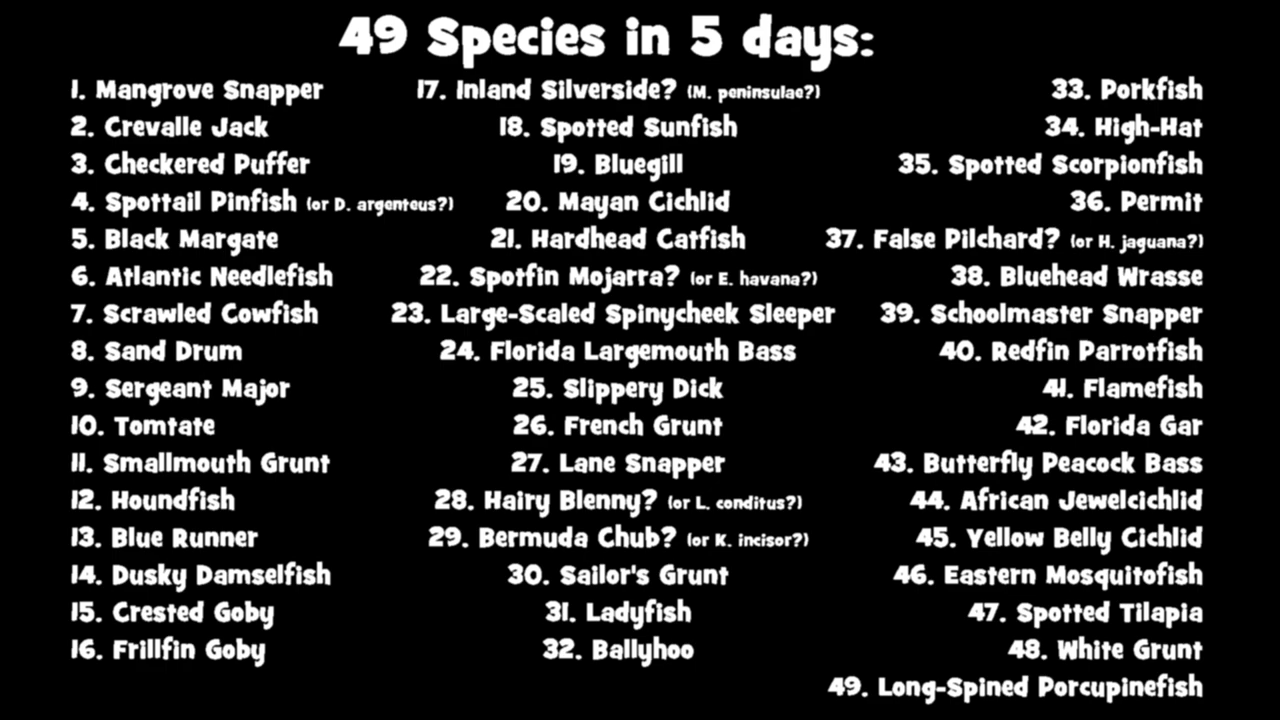 49 Species in 5 days:
1. Mangrove Snapper
2. Crevalle Jack
3. Checkered Puffer
4. Spottail Pinfish (or D. argenteus?)
5. Black Margate
6. Atlantic Needlefish
7. Scrawled Cowfish
8. Sand Drum
9. Sergeant Major
10. Tomtate
11. Smallmouth Grunt
12. Houndfish
13. Blue Runner
14. Dusky Damselfish
15. Crested Goby
16. Frillfin Goby
17. Inland Silverside? (M. peninsulae?)
18. Spotted Sunfish
19. Bluegill
20. Mayan Cichlid
21. Hardhead Catfish
22. Spotfin Mojarra? (or E. havana?)
23. Large-Scaled Spinycheek Sleeper
24. Florida Largemouth Bass
25. Slippery Dick
26. French Grunt
27. Lane Snapper
28. Hairy Blenny? (or L. conditus?)
29. Bermuda Chub? (or K. incisor?)
30. Sailor's Grunt
31. Ladyfish
32. Ballyhoo
33. Porkfish
34. High-Hat
35. Spotted Scorpionfish
36. Permit
37. False Pilchard? (or H. jaguana?)
38. Bluehead Wrasse
39. Schoolmaster Snapper
40. Redfin Parrotfish
41. Flamefish
42. Florida Gar
43. Butterfly Peacock Bass
44. African Jewelcichlid
45. Yellow Belly Cichlid
46. Eastern Mosquitofish
47. Spotted Tilapia
48. White Grunt
49. Long-Spined Porcupinefish